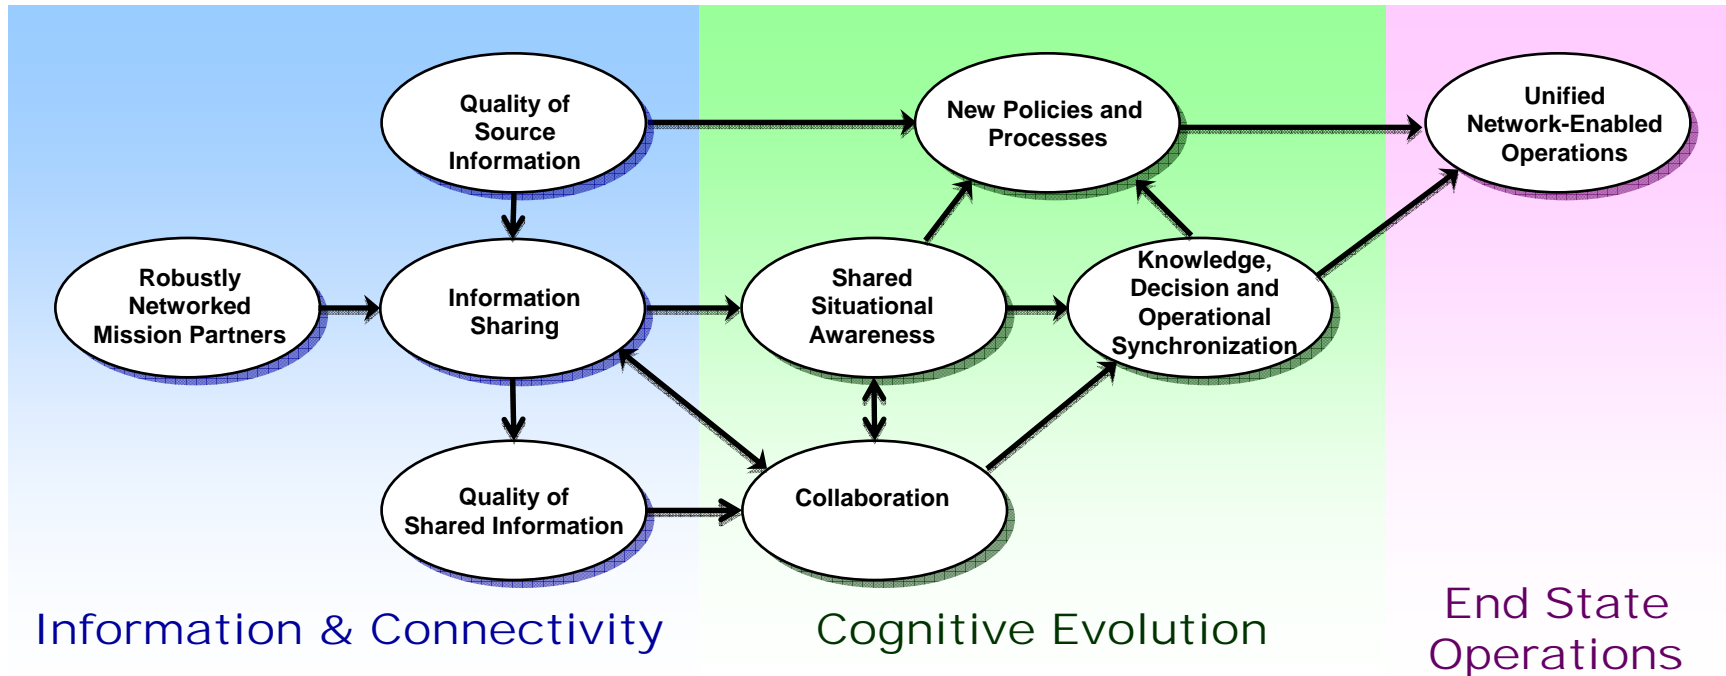 Quality of
Source
Information
New Policies and
Processes
Unified
Network-Enabled
Operations
Robustly
Networked
Mission Partners
Information
Sharing
Shared
Situational
Awareness
Knowledge,
Decision and
Operational
Synchronization
Quality of
Shared Information
Collaboration
Information & Connectivity
Cognitive Evolution
End State
Operations